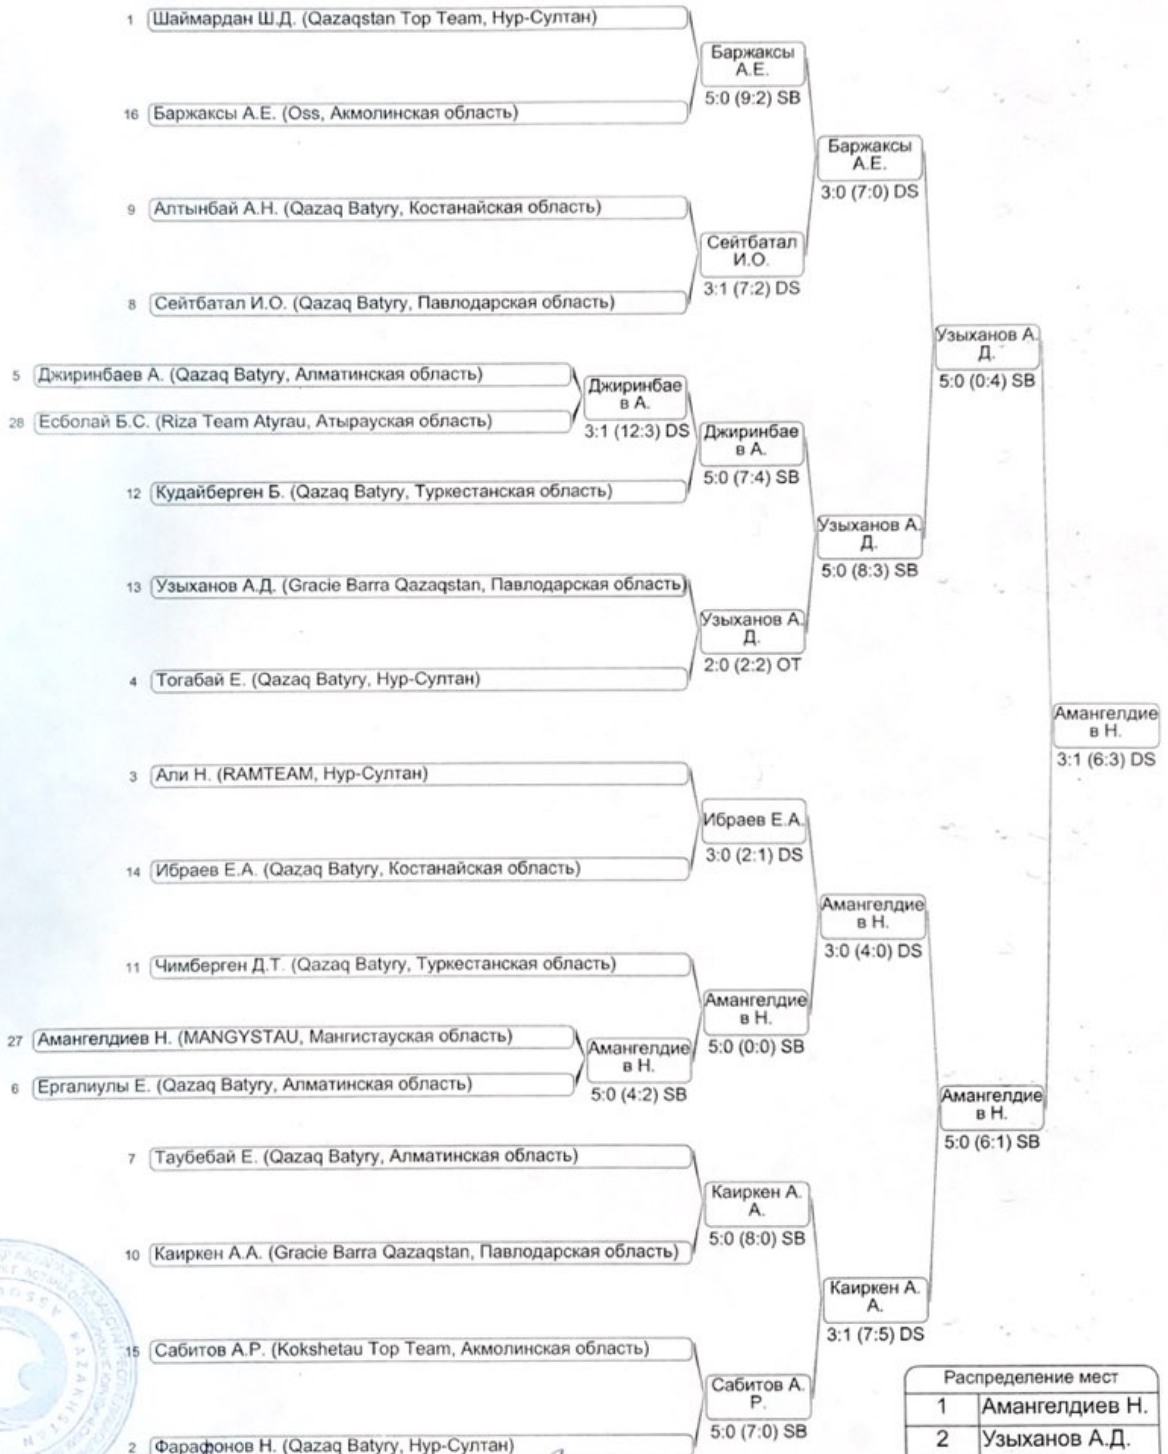 1 Шаймардан Ш.Д. (Qazaqstan Top Team, Нур-Султан)
Баржаксы
А.Е.
5:0 (9:2) SB
16 Баржаксы А.Е. (Oss, Акмолинская область)
Баржаксы
А.Е.
3:0 (7:0) DS
9 Алтынбай А.Н. (Qazaq Batyry, Костанайская область)
Сейтбатал
И.О.
3:1 (7:2) DS
8 Сейтбатал И.О. (Qazaq Batyry, Павлодарская область)
Узыханов А.
Д.
5:0 (0:4) SB
5 Джиринбаев А. (Qazaq Batyry, Алматинская область)
Джиринбае
в А.
3:1 (12:3) DS
28 Есболай Б.С. (Riza Team Atyrau, Атырауская область)
Джиринбае
в А.
5:0 (7:4) SB
12 Кудайберген Б. (Qazaq Batyry, Туркестанская область)
Узыханов А.
Д.
5:0 (8:3) SB
13 Узыханов А.Д. (Gracie Barra Qazaqstan, Павлодарская область)
Узыханов А.
Д.
2:0 (2:2) OT
4 Тогабай Е. (Qazaq Batyry, Нур-Султан)
Амангелдие
в Н.
3:1 (6:3) DS
3 Али Н. (RAMTEAM, Нур-Султан)
Ибраев Е.А.
3:0 (2:1) DS
14 Ибраев Е.А. (Qazaq Batyry, Костанайская область)
Амангелдие
в Н.
3:0 (4:0) DS
11 Чимберген Д.Т. (Qazaq Batyry, Туркестанская область)
Амангелдие
в Н.
5:0 (0:0) SB
27 Амангелдиев Н. (MANGYSTAU, Мангистауская область)
Амангелдие
в Н.
5:0 (4:2) SB
6 Ергалиулы Е. (Qazaq Batyry, Алматинская область)
Амангелдие
в Н.
5:0 (6:1) SB
7 Таубебай Е. (Qazaq Batyry, Алматинская область)
Каиркен А.
А.
5:0 (8:0) SB
10 Каиркен А.А. (Gracie Barra Qazaqstan, Павлодарская область)
Каиркен А.
А.
3:1 (7:5) DS
15 Сабитов А.Р. (Kokshetau Top Team, Акмолинская область)
Сабитов А.
Р.
5:0 (7:0) SB
2 Фарафонов Н. (Qazaq Batyry, Нур-Султан)
Распределение мест
1 Амангелдиев Н.
2 Узыханов А.Д.
KAZAKHSTAN